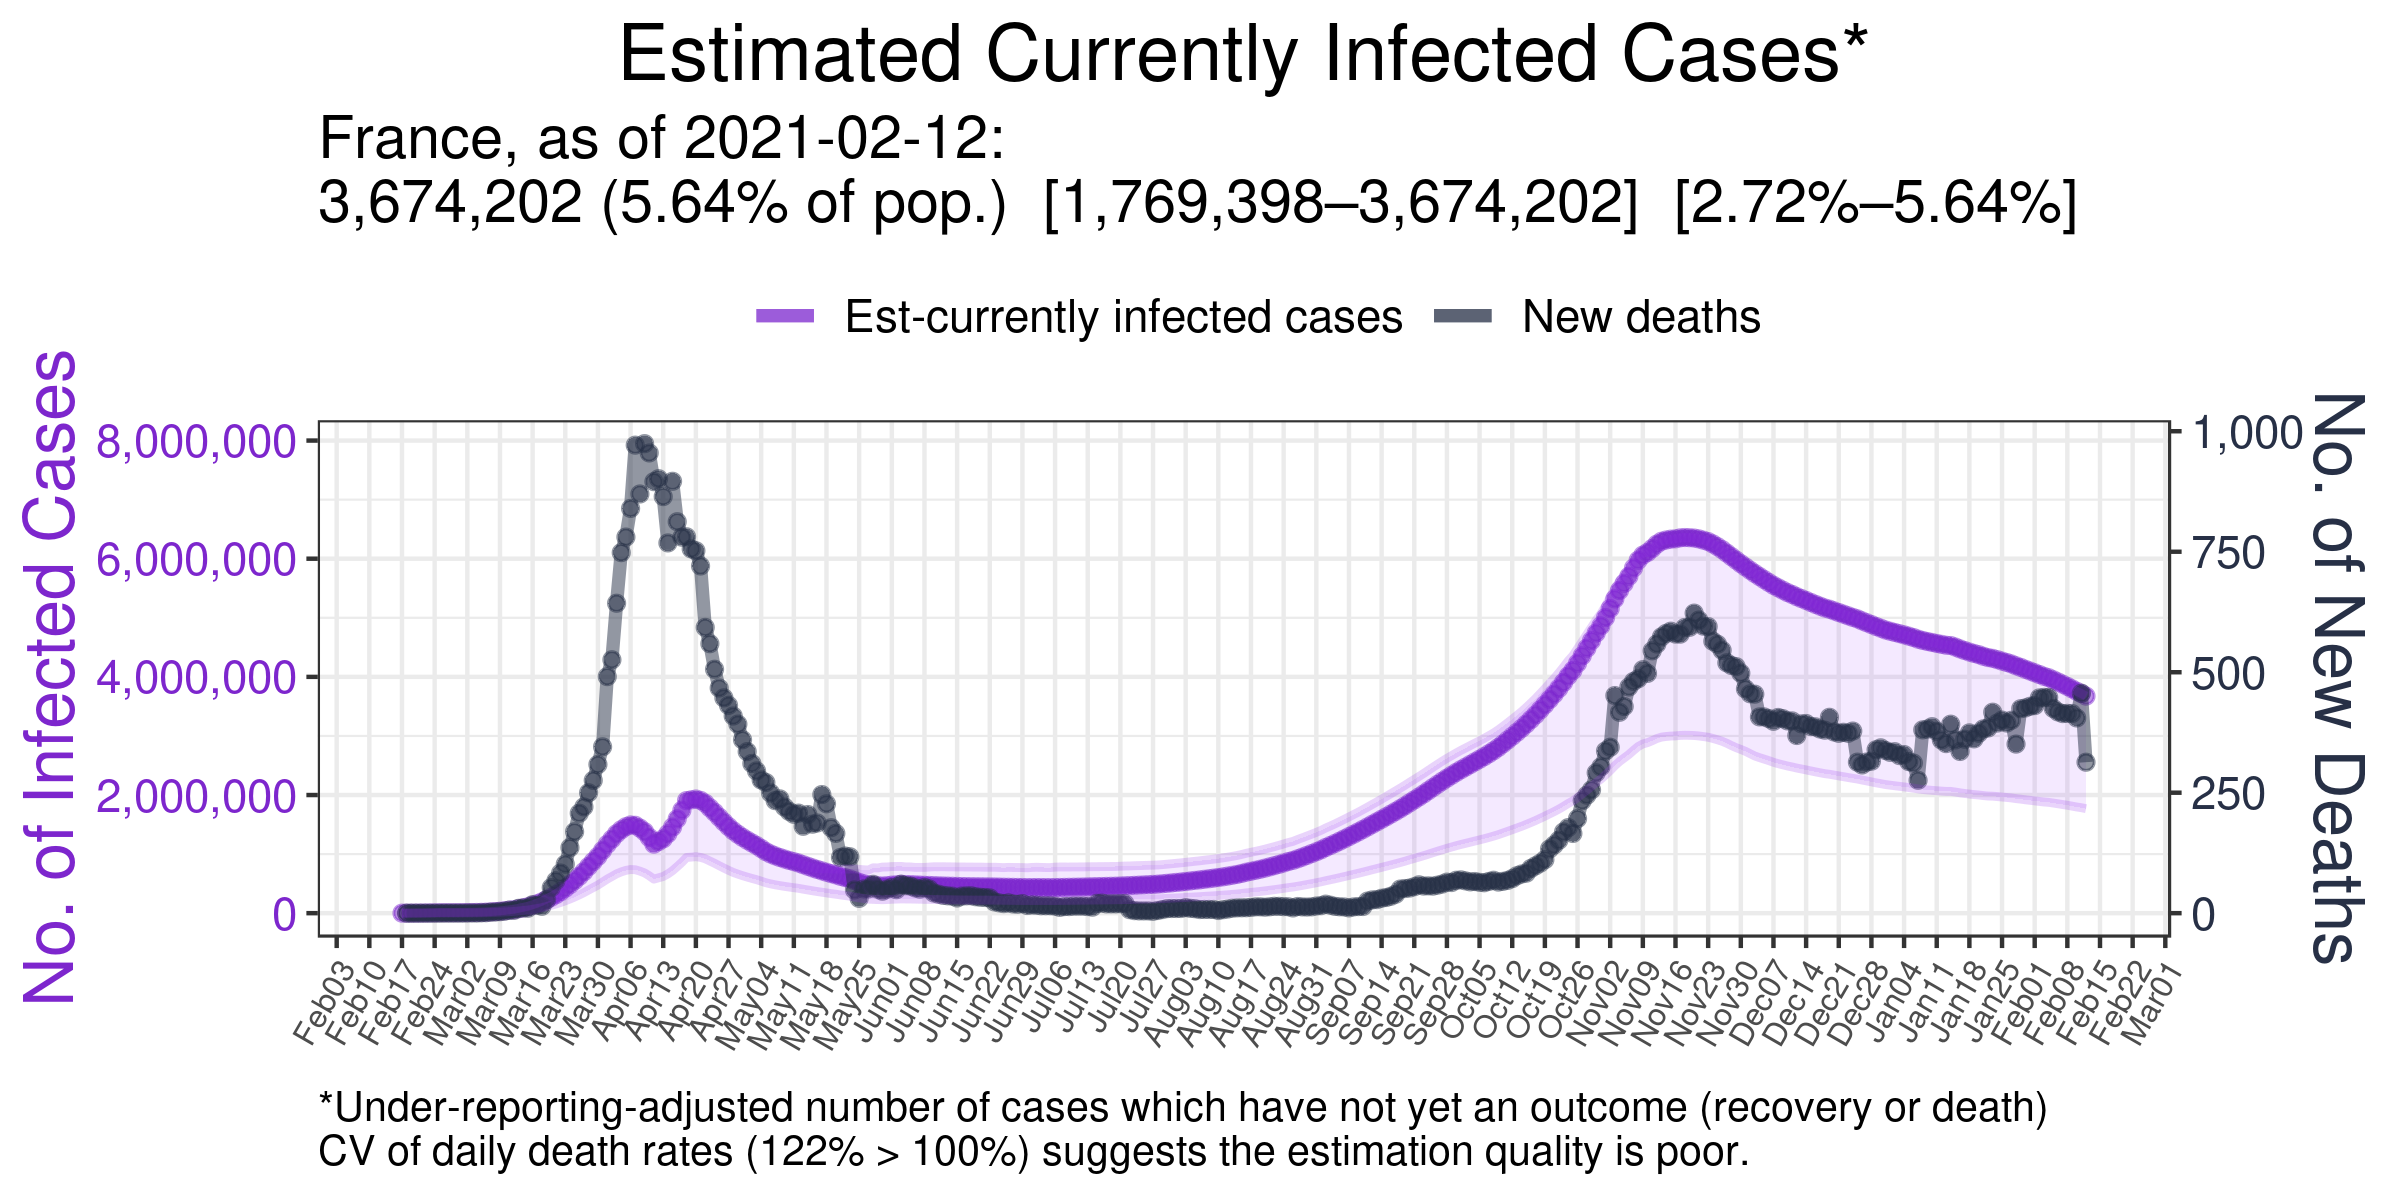 Estimated Currently Infected Cases*
France, as of 2021-02-12:
3,674,202 (5.64% of pop.)  [1,769,398–3,674,202]  [2.72%–5.64%]
Est-currently infected cases
New deaths
No. of Infected Cases
8,000,000
6,000,000
4,000,000
2,000,000
0
1,000
750
500
250
0
No. of New Deaths
Feb03
Feb10
Feb17
Feb24
Mar02
Mar09
Mar16
Mar23
Mar30
Apr06
Apr13
Apr20
Apr27
May04
May11
May18
May25
Jun01
Jun08
Jun15
Jun22
Jun29
Jul06
Jul13
Jul20
Jul27
Aug03
Aug10
Aug17
Aug24
Aug31
Sep07
Sep14
Sep21
Sep28
Oct05
Oct12
Oct19
Oct26
Nov02
Nov09
Nov16
Nov23
Nov30
Dec07
Dec14
Dec21
Dec28
Jan04
Jan11
Jan18
Jan25
Feb01
Feb08
Feb15
Feb22
Mar01
*Under-reporting-adjusted number of cases which have not yet an outcome (recovery or death)
CV of daily death rates (122% > 100%) suggests the estimation quality is poor.